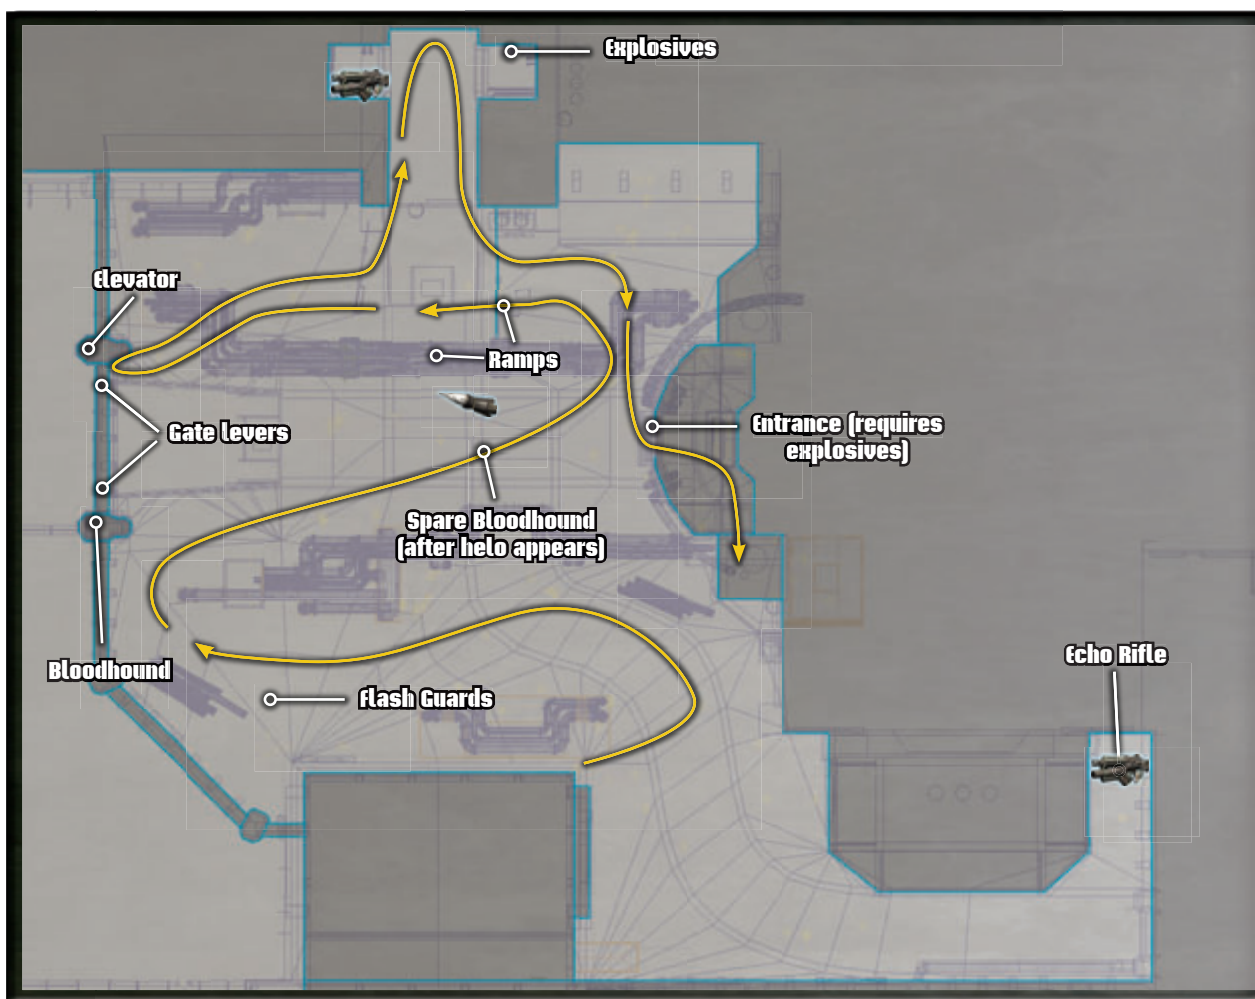 Explosives
Elevator
Ramps
Gate levers
Entrance (requires
explosives)
Spare Bloodhound
(after helo appears)
Bloodhound
Echo Rifle
Flash Guards